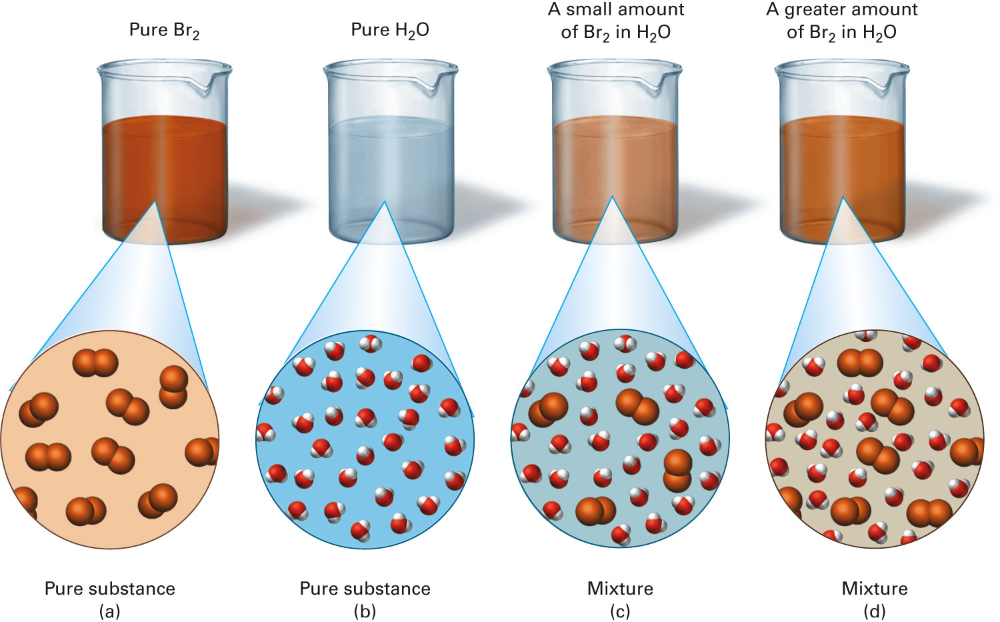 Pure Br₂
Pure H₂O
A small amount
of Br₂ in H₂O
A greater amount
of Br₂ in H₂O
Pure substance
(a)
Pure substance
(b)
Mixture
(c)
Mixture
(d)